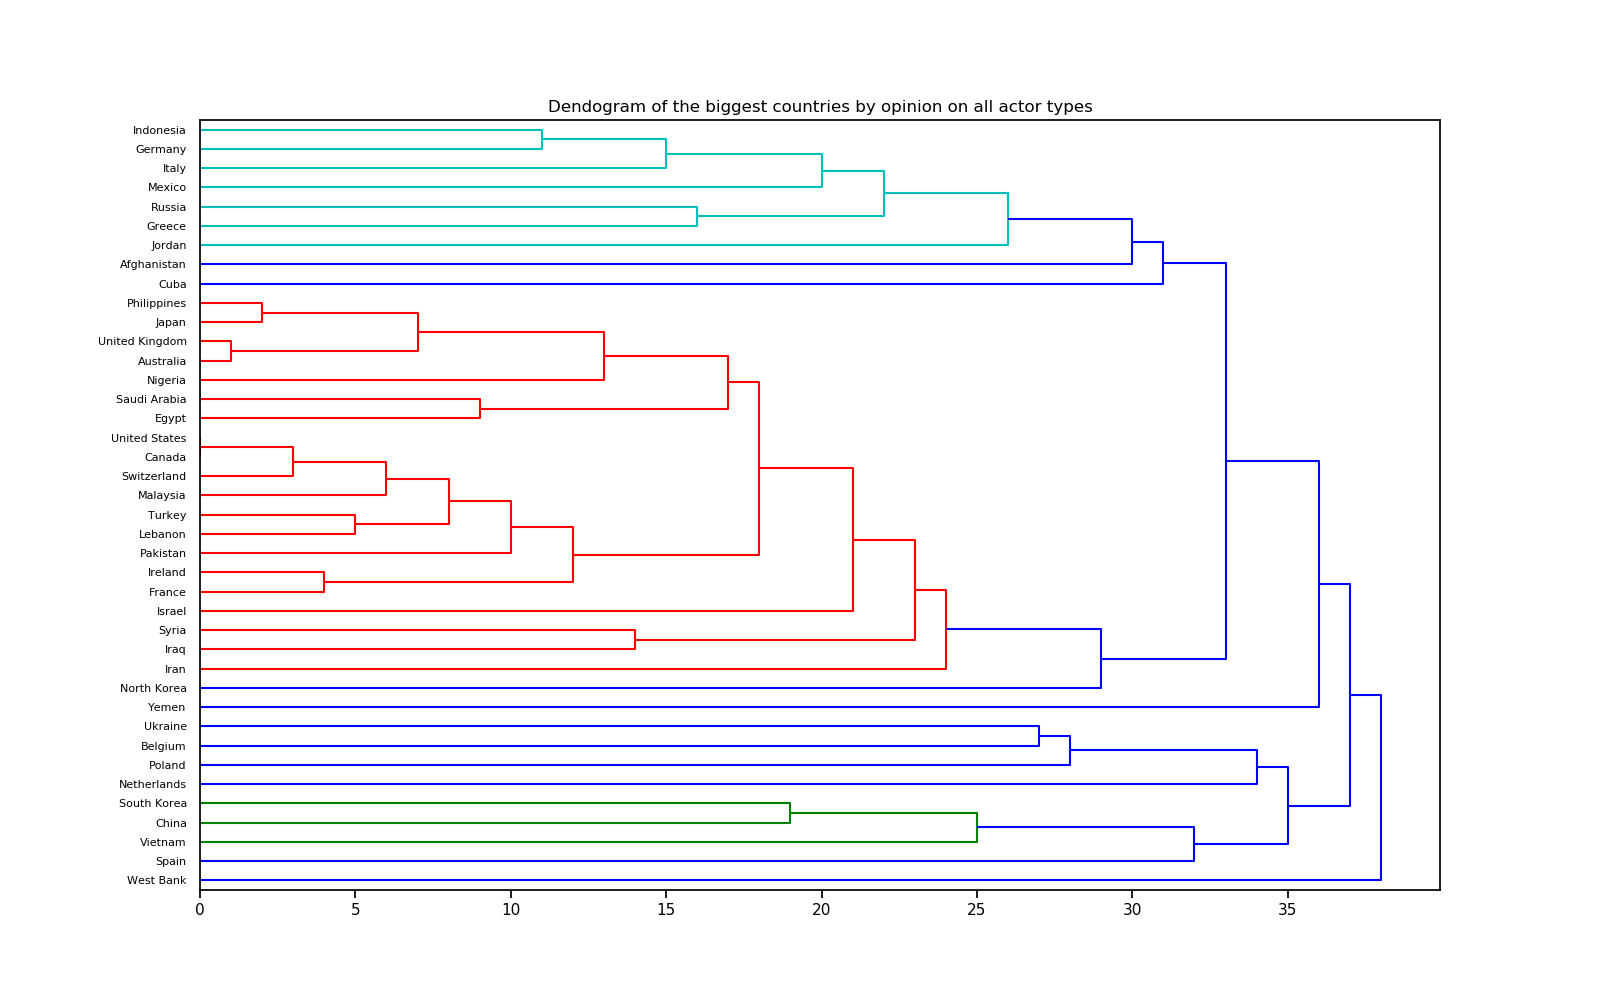 Dendogram of the biggest countries by opinion on all actor types
Indonesia
Germany
Italy
Mexico
Russia
Greece
Jordan
Afghanistan
Cuba
Philippines
Japan
United Kingdom
Australia
Nigeria
Saudi Arabia
Egypt
United States
Canada
Switzerland
Malaysia
Turkey
Lebanon
Pakistan
Ireland
France
Israel
Syria
Iraq
Iran
North Korea
Yemen
Ukraine
Belgium
Poland
Netherlands
South Korea
China
Vietnam
Spain
West Bank
0 5 10 15 20 25 30 35